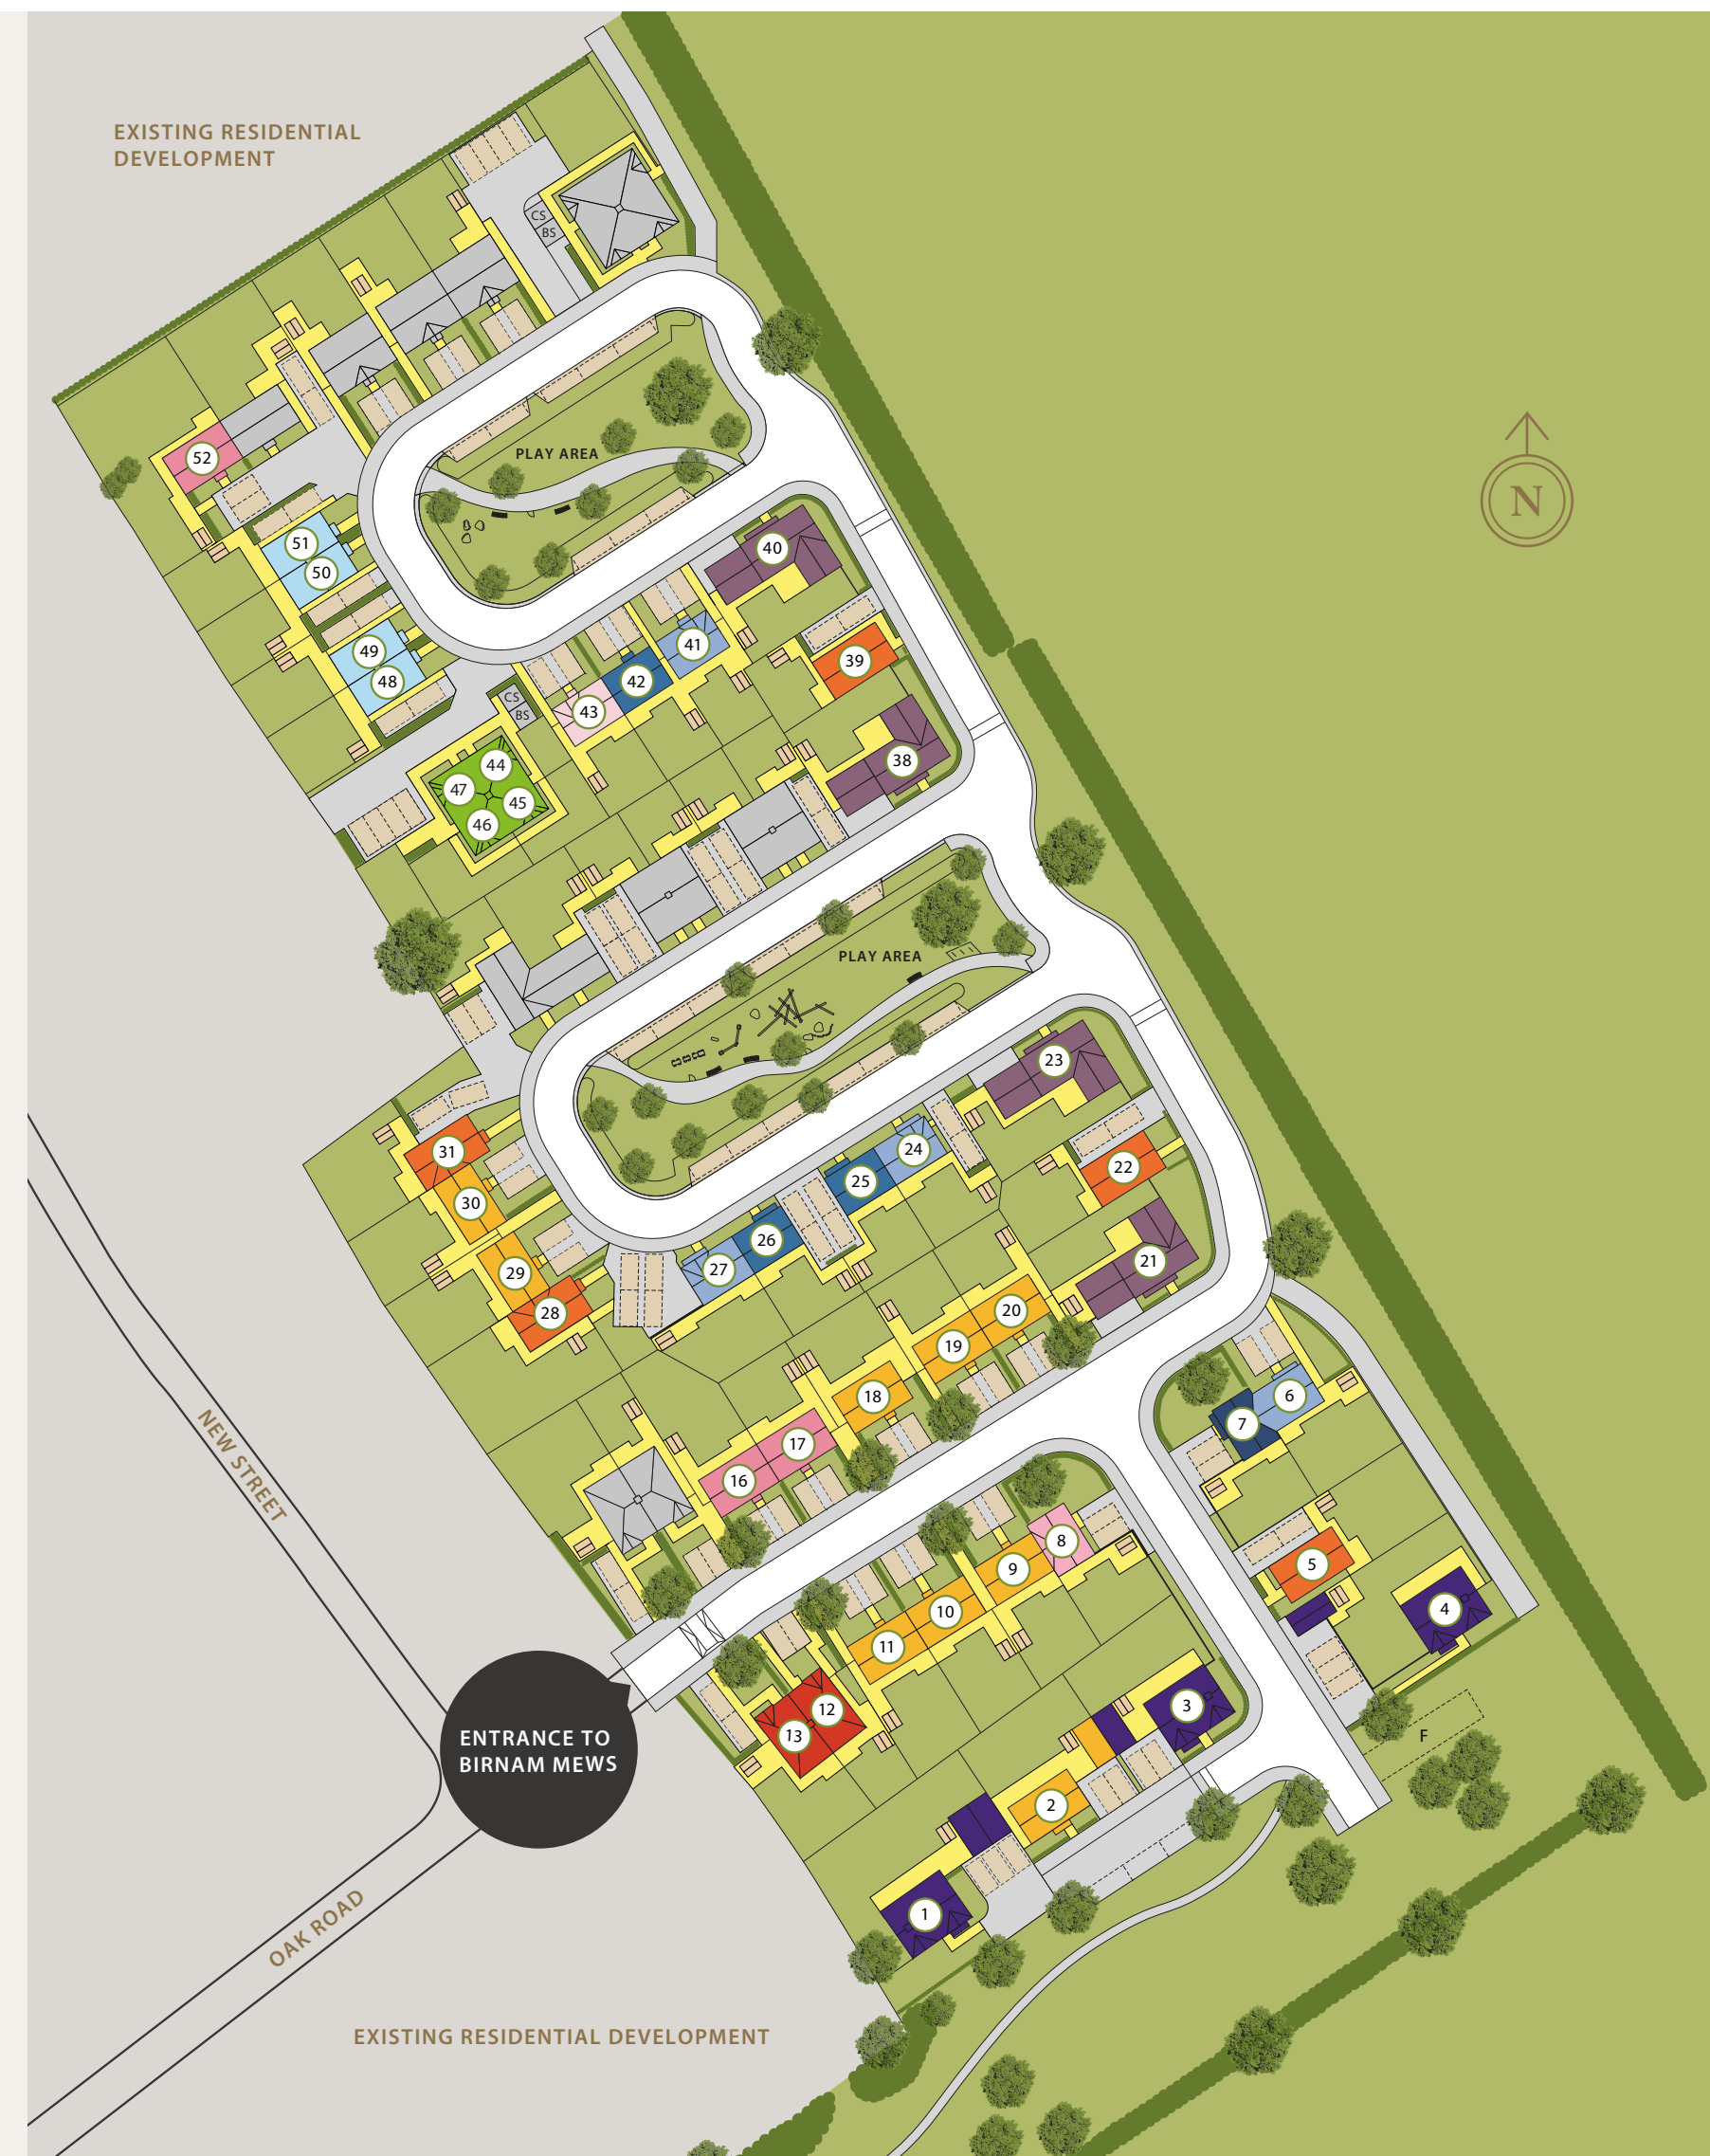 EXISTING RESIDENTIAL
DEVELOPMENT
CS
BS
52
PLAY AREA
N
51
50
40
49
48
41
39
42
43
CS
BS
38
44
47
45
46
PLAY AREA
23
31
24
22
30
25
26
21
27
29
28
20
19
18
6
7
17
16
8
5
9
4
10
11
NEW STREET
3
12
13
F
ENTRANCE TO
BIRNAM MEWS
2
1
OAK ROAD
EXISTING RESIDENTIAL DEVELOPMENT